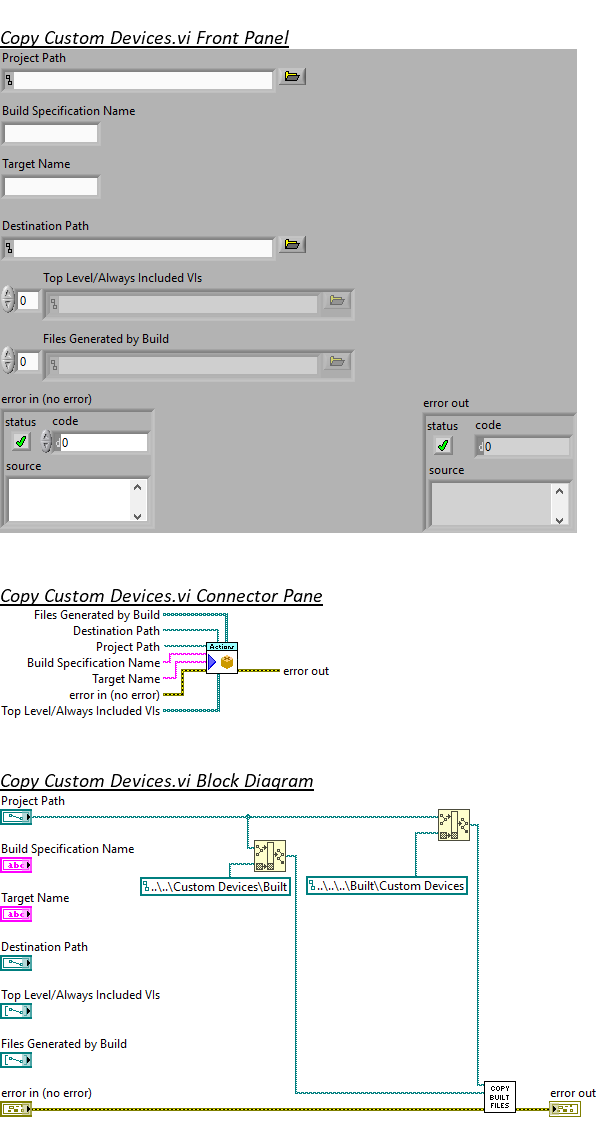 Copy Custom Devices.vi Front Panel
Project Path
Build Specification Name
Target Name
Destination Path
Top Level/Always Included VIs
0
Files Generated by Build
0
error in (no error)
status code
d0
source
error out
status code
d0
source
Copy Custom Devices.vi Connector Pane
Files Generated by Build
Destination Path
Project Path
Build Specification Name
Target Name
error in (no error)
Top Level/Always Included VIs
Actions
error out
Copy Custom Devices.vi Block Diagram
Project Path
Build Specification Name
abc
Target Name
abc
Destination Path
Top Level/Always Included VIs
Files Generated by Build
error in (no error)
..\..\Custom Devices\Built
..\..\..\Built\Custom Devices
COPY
BUILT
FILES
error out